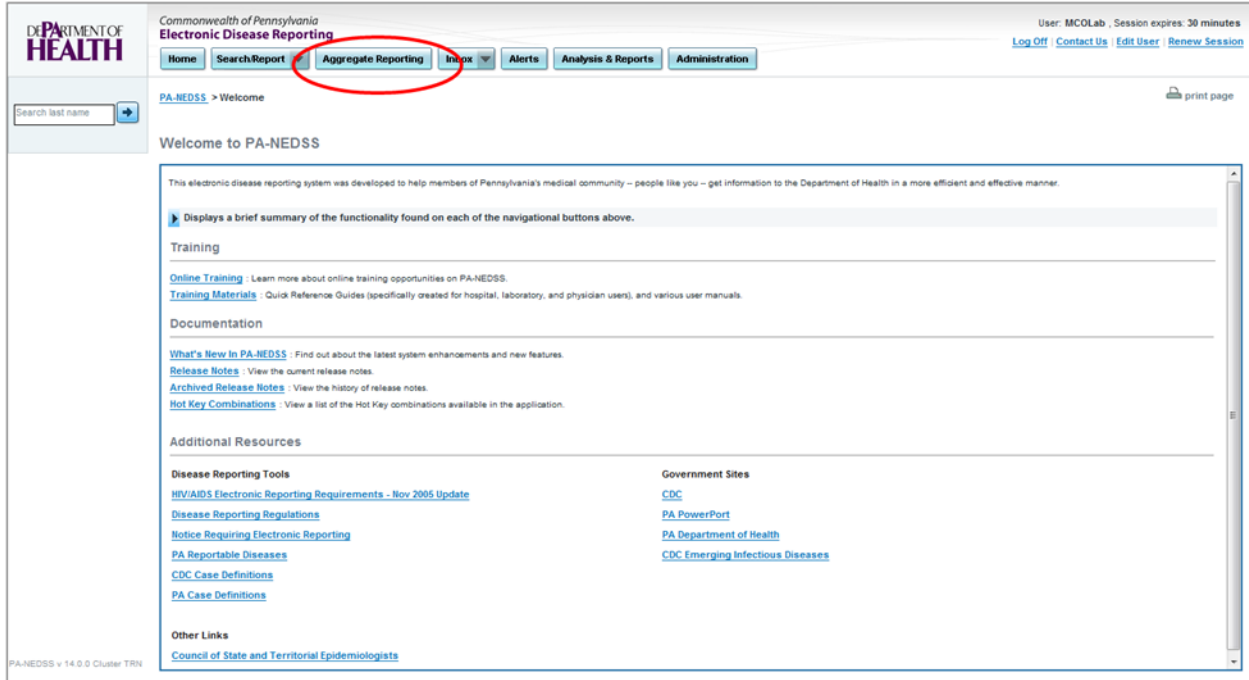 DEPARTMENT OF
HEALTH
Commonwealth of Pennsylvania
Electronic Disease Reporting
User: MCOLab , Session expires: 30 minutes
Log Off | Contact Us | Edit User | Renew Session
Home Search/Report Aggregate Reporting Inbox Alerts Analysis & Reports Administration
Search last name
PA-NEDSS > Welcome
print page
Welcome to PA-NEDSS
This electronic disease reporting system was developed to help members of Pennsylvania's medical community -- people like you -- get information to the Department of Health in a more efficient and effective manner.
Displays a brief summary of the functionality found on each of the navigational buttons above.
Training
Online Training : Learn more about online training opportunities on PA-NEDSS.
Training Materials : Quick Reference Guides (specifically created for hospital, laboratory, and physician users), and various user manuals.
Documentation
What's New In PA-NEDSS : Find out about the latest system enhancements and new features.
Release Notes : View the current release notes.
Archived Release Notes : View the history of release notes.
Hot Key Combinations : View a list of the Hot Key combinations available in the application.
Additional Resources
Disease Reporting Tools
HIV/AIDS Electronic Reporting Requirements - Nov 2005 Update
Disease Reporting Regulations
Notice Requiring Electronic Reporting
PA Reportable Diseases
CDC Case Definitions
PA Case Definitions
Government Sites
CDC
PA PowerPort
PA Department of Health
CDC Emerging Infectious Diseases
Other Links
Council of State and Territorial Epidemiologists
PA-NEDSS v 14.0.0 Cluster TRN